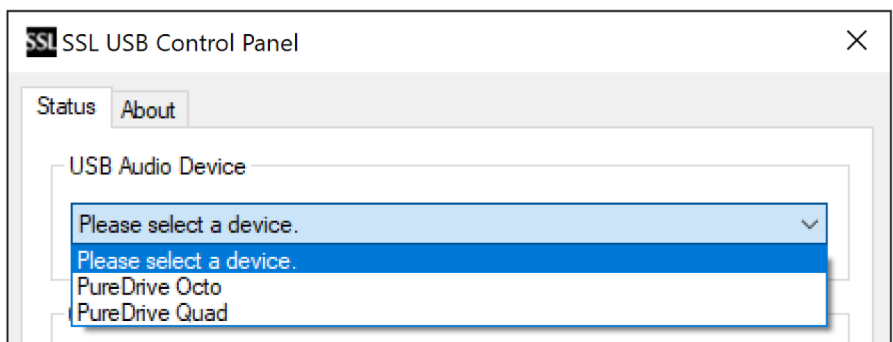 SSL SSL USB Control Panel
Status About
USB Audio Device
Please select a device.
Please select a device.
PureDrive Octo
PureDrive Quad